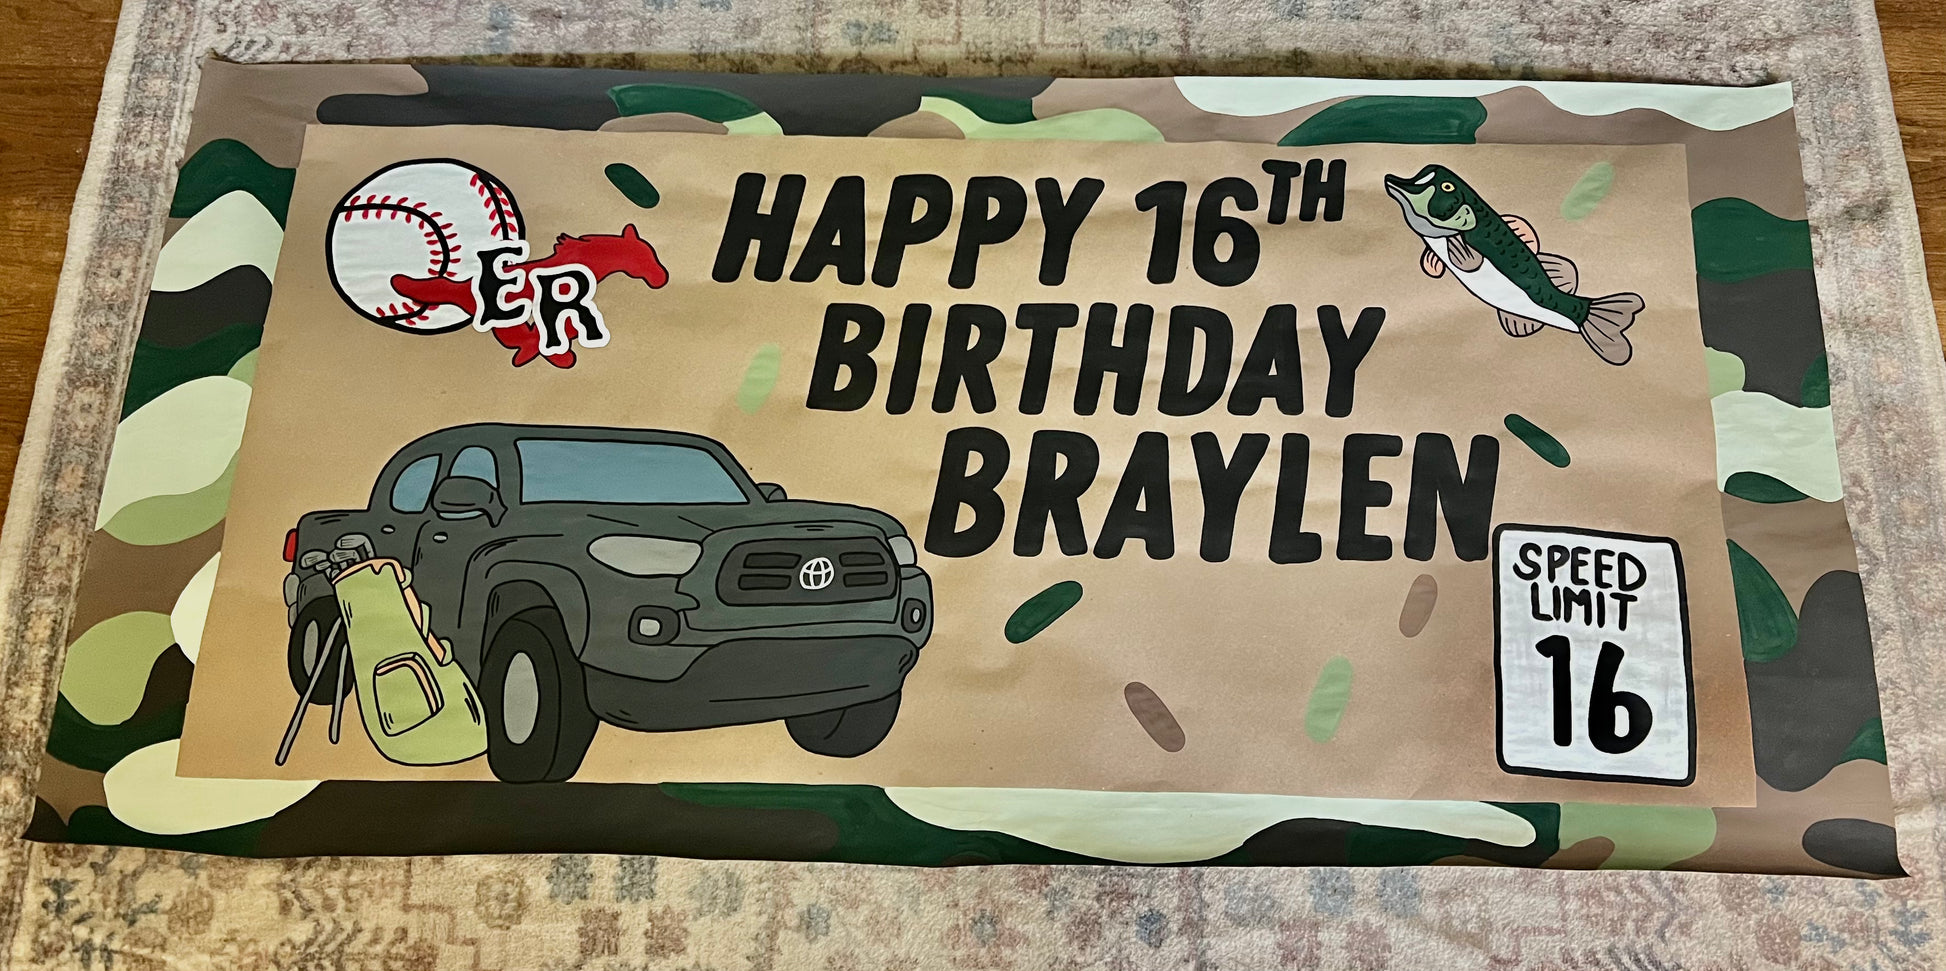 HAPPY 16TH
BIRTHDAY
BRAYLEN
ER
SPEED
LIMIT
16